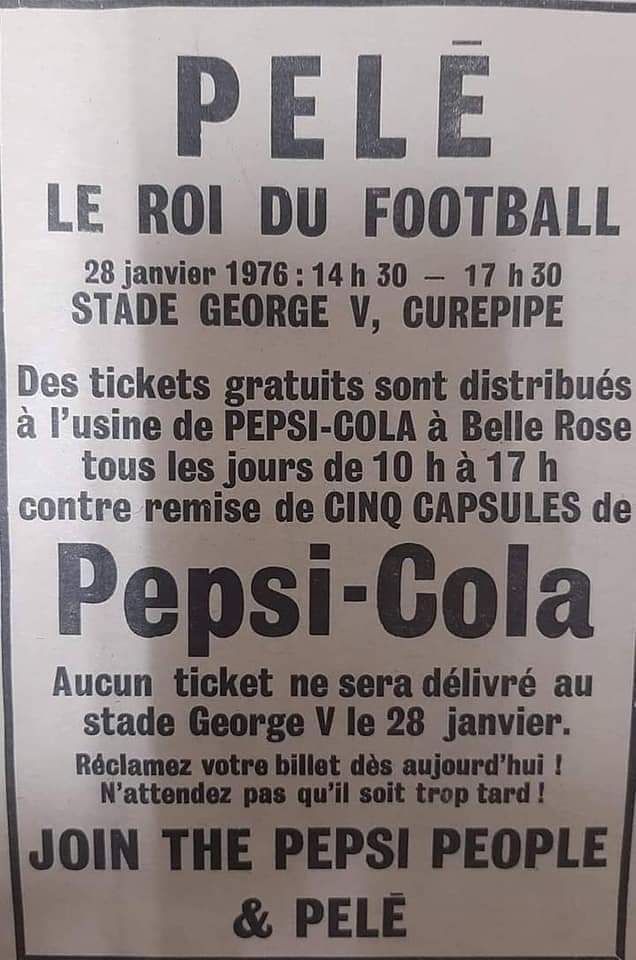 PELĒ
LE ROI DU FOOTBALL
28 janvier 1976 : 14 h 30 — 17 h 30
STADE GEORGE V, CUREPIPE
Des tickets gratuits sont distribués
à l'usine de PEPSI-COLA à Belle Rose
tous les jours de 10 h à 17 h
contre remise de CINQ CAPSULES de
Pepsi-Cola
Aucun ticket ne sera délivré au
stade George V le 28 janvier.
Réclamez votre billet dès aujourd'hui !
N'attendez pas qu'il soit trop tard !
JOIN THE PEPSI PEOPLE
& PELĒ